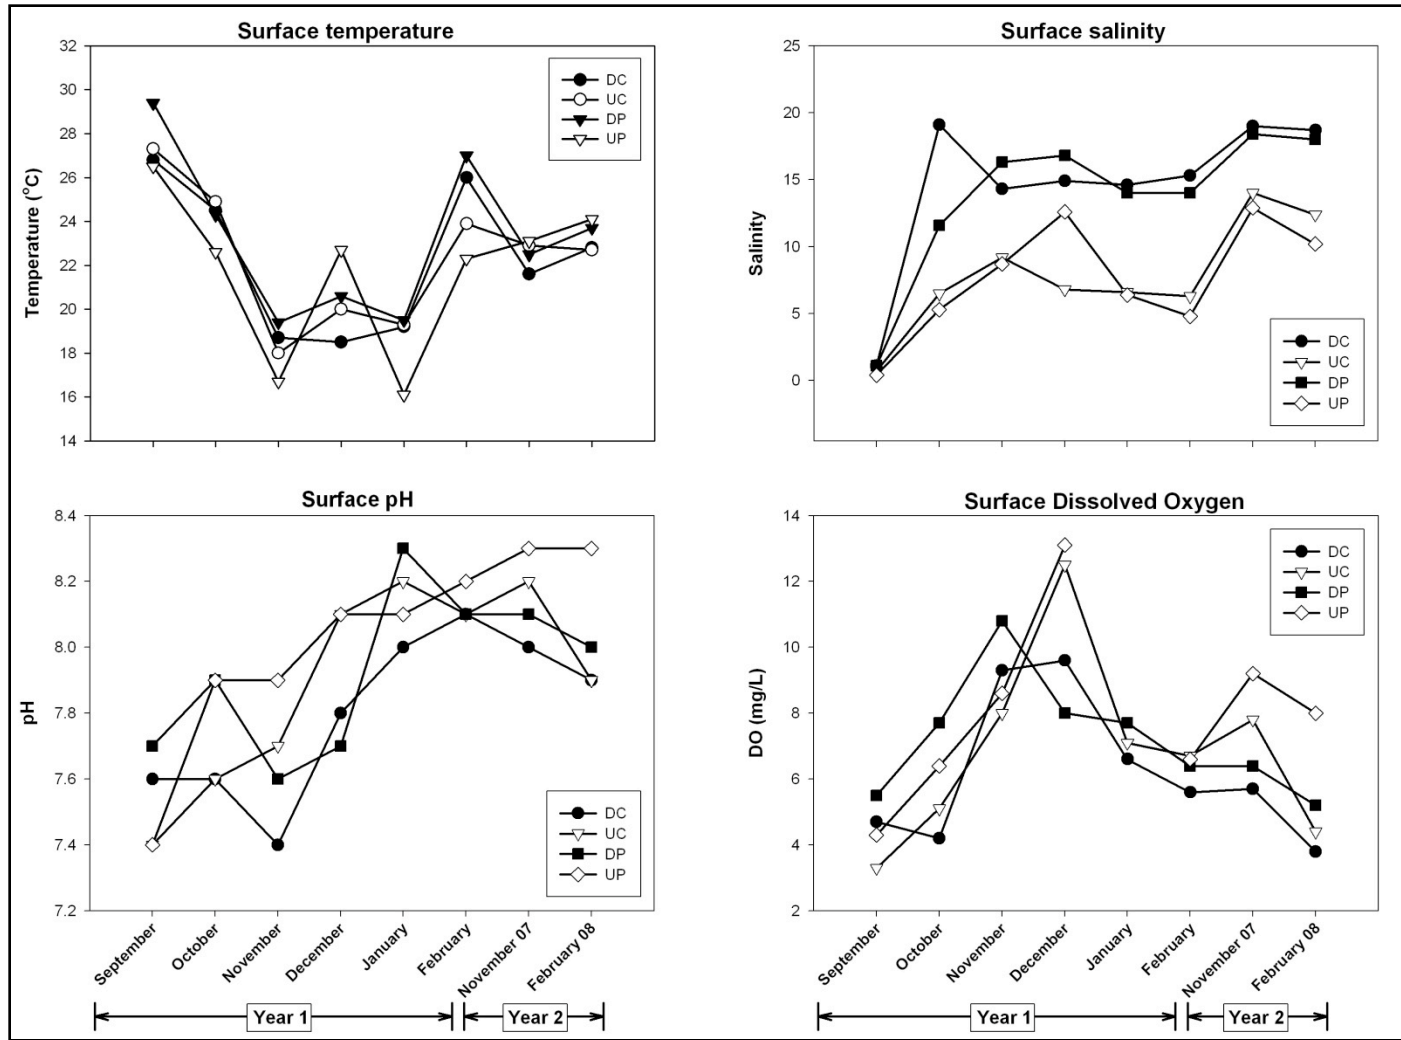 Surface temperature
32
30
28
26
24
22
20
18
16
14
Temperature (°C)
DC
UC
DP
UP
Surface salinity
25
20
15
10
5
0
Salinity
DC
UC
DP
UP
Surface pH
8.4
8.2
8.0
7.8
7.6
7.4
7.2
pH
DC
UC
DP
UP
September
October
November
December
January
February
November 07
February 08
Year 1
Year 2
Surface Dissolved Oxygen
14
12
10
8
6
4
2
DO (mg/L)
DC
UC
DP
UP
September
October
November
December
January
February
November 07
February 08
Year 1
Year 2